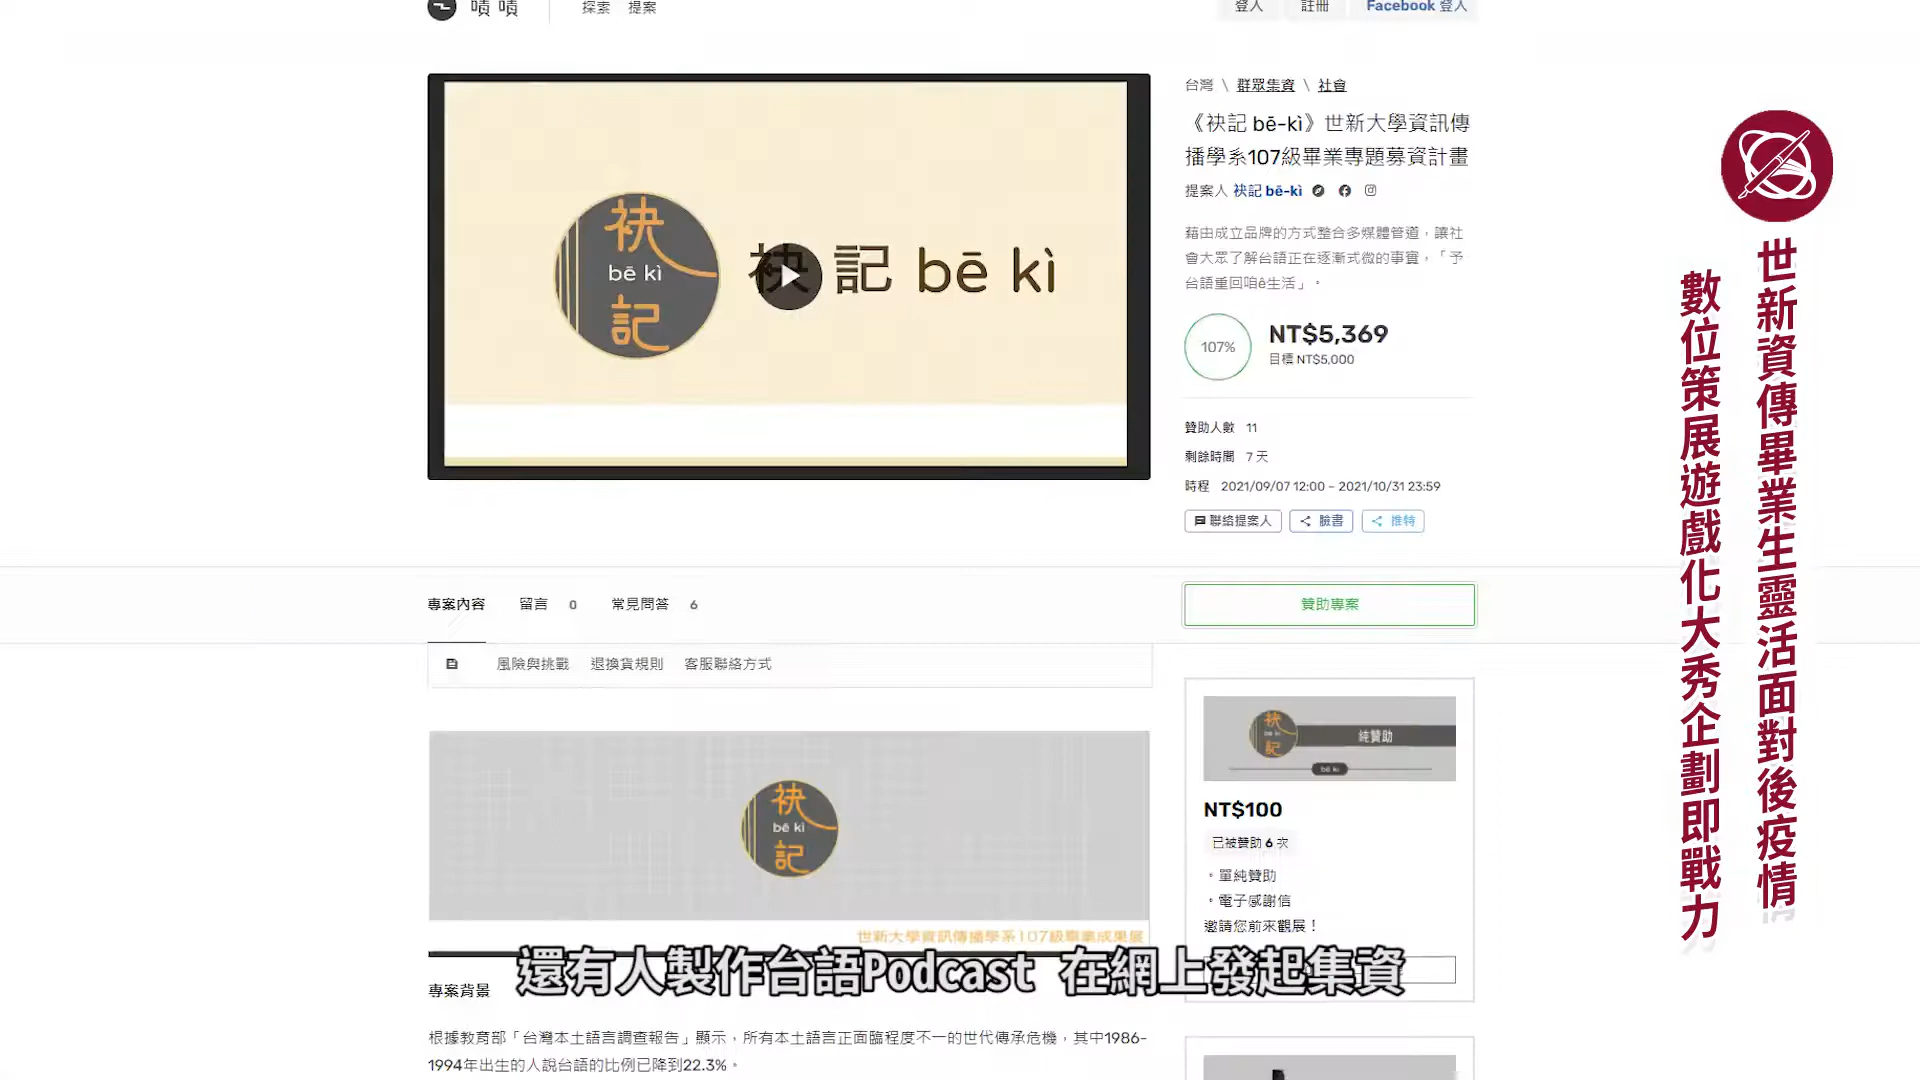 嘖嘖
探索 提案
登入 註冊 Facebook 登入
袂 bē kì 記
袂記 bē kì
台灣 \ 群眾集資 \ 社會
《袂記 bē-kì》世新大學資訊傳
播學系107級畢業專題募資計畫
提案人 袂記 bē-kì
藉由成立品牌的方式整合多媒體管道，讓社
會大眾了解台語正在逐漸式微的事實，「予
台語重回咱ê生活」。
107%
NT$5,369
目標 NT$5,000
贊助人數 11
剩餘時間 7 天
時程 2021/09/07 12:00 – 2021/10/31 23:59
聯絡提案人 臉書 推特
專案內容 留言 0 常見問答 6
贊助專案
風險與挑戰 退換貨規則 客服聯絡方式
袂 bē kì 記
世新大學資訊傳播學系107級畢業成果展
專案背景
根據教育部「台灣本土語言調查報告」顯示，所有本土語言正面臨程度不一的世代傳承危機，其中1986-
1994年出生的人說台語的比例已降到22.3%。
袂 bē kì 記
純贊助
bē kì
NT$100
已被贊助 6 次
。單純贊助
。電子感謝信
邀請您前來觀展！
還有人製作台語Podcast 在網上發起集資
世新資傳畢業生靈活面對後疫情
數位策展遊戲化大秀企劃即戰力